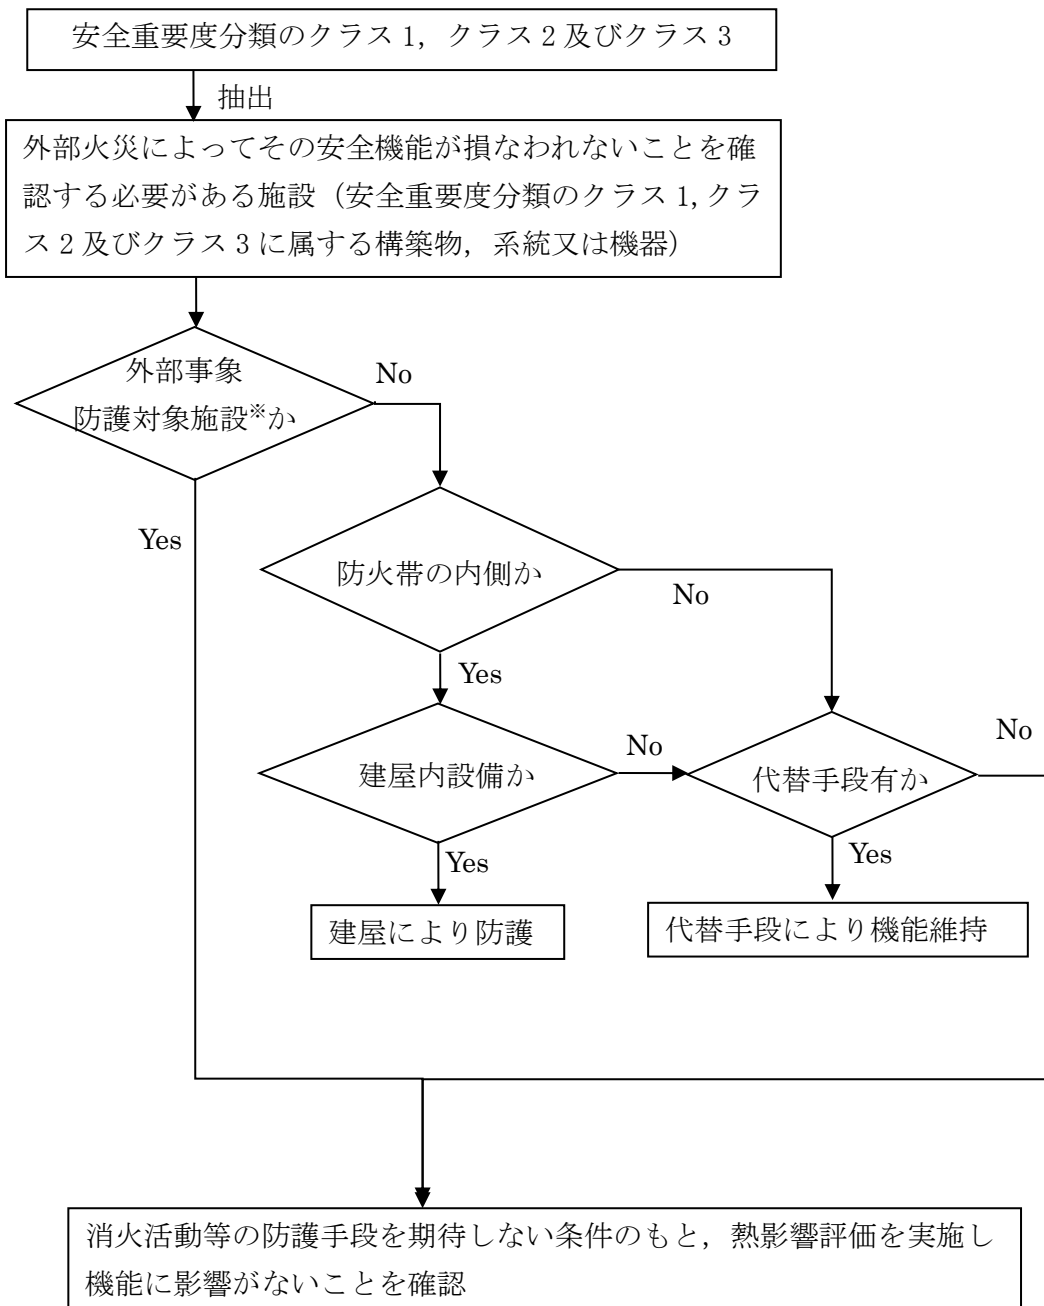 安全重要度分類のクラス1，クラス2及びクラス3
抽出
外部火災によってその安全機能が損なわれないことを確
認する必要がある施設（安全重要度分類のクラス1,クラ
ス2及びクラス3に属する構築物，系統又は機器）
外部事象
防護対象施設※か
No
Yes
防火帯の内側か
No
Yes
建屋内設備か
No
代替手段有か
No
Yes
Yes
建屋により防護
代替手段により機能維持
消火活動等の防護手段を期待しない条件のもと，熱影響評価を実施し
機能に影響がないことを確認